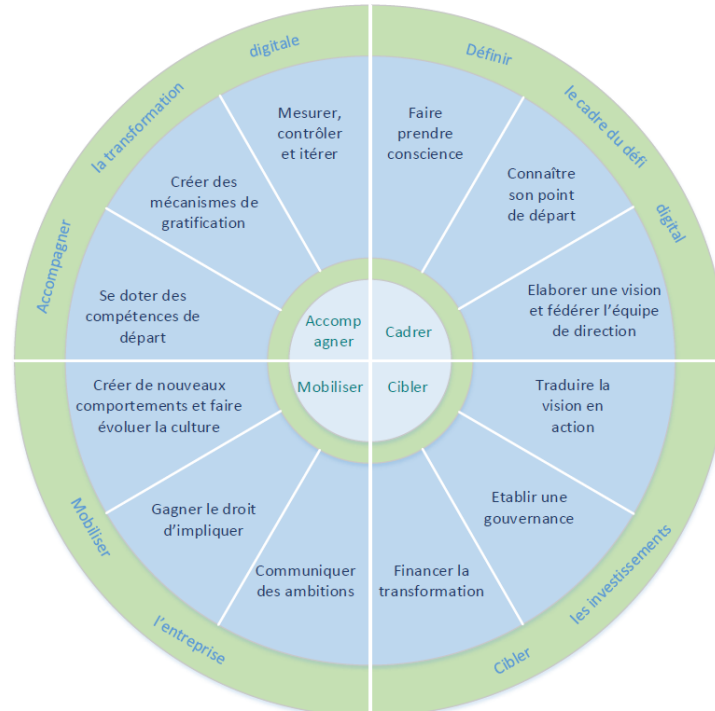 digitale
Définir
la transformation
le cadre du défi
Accompagner
digital
Mesurer,
contrôler
et itérer
Faire
prendre
conscience
Créer des
mécanismes de
gratification
Connaître
son point
de départ
Se doter des
compétences de
départ
Elaborer une vision
et fédérer l'équipe
de direction
Accomp
agner
Cadrer
Mobiliser
Cibler
Créer de nouveaux
comportements et faire
évoluer la culture
Traduire la
vision en
action
Gagner le droit
d'impliquer
Etablir une
gouvernance
Communiquer
des ambitions
Financer la
transformation
Mobiliser
l'entreprise
Cibler
les investissements